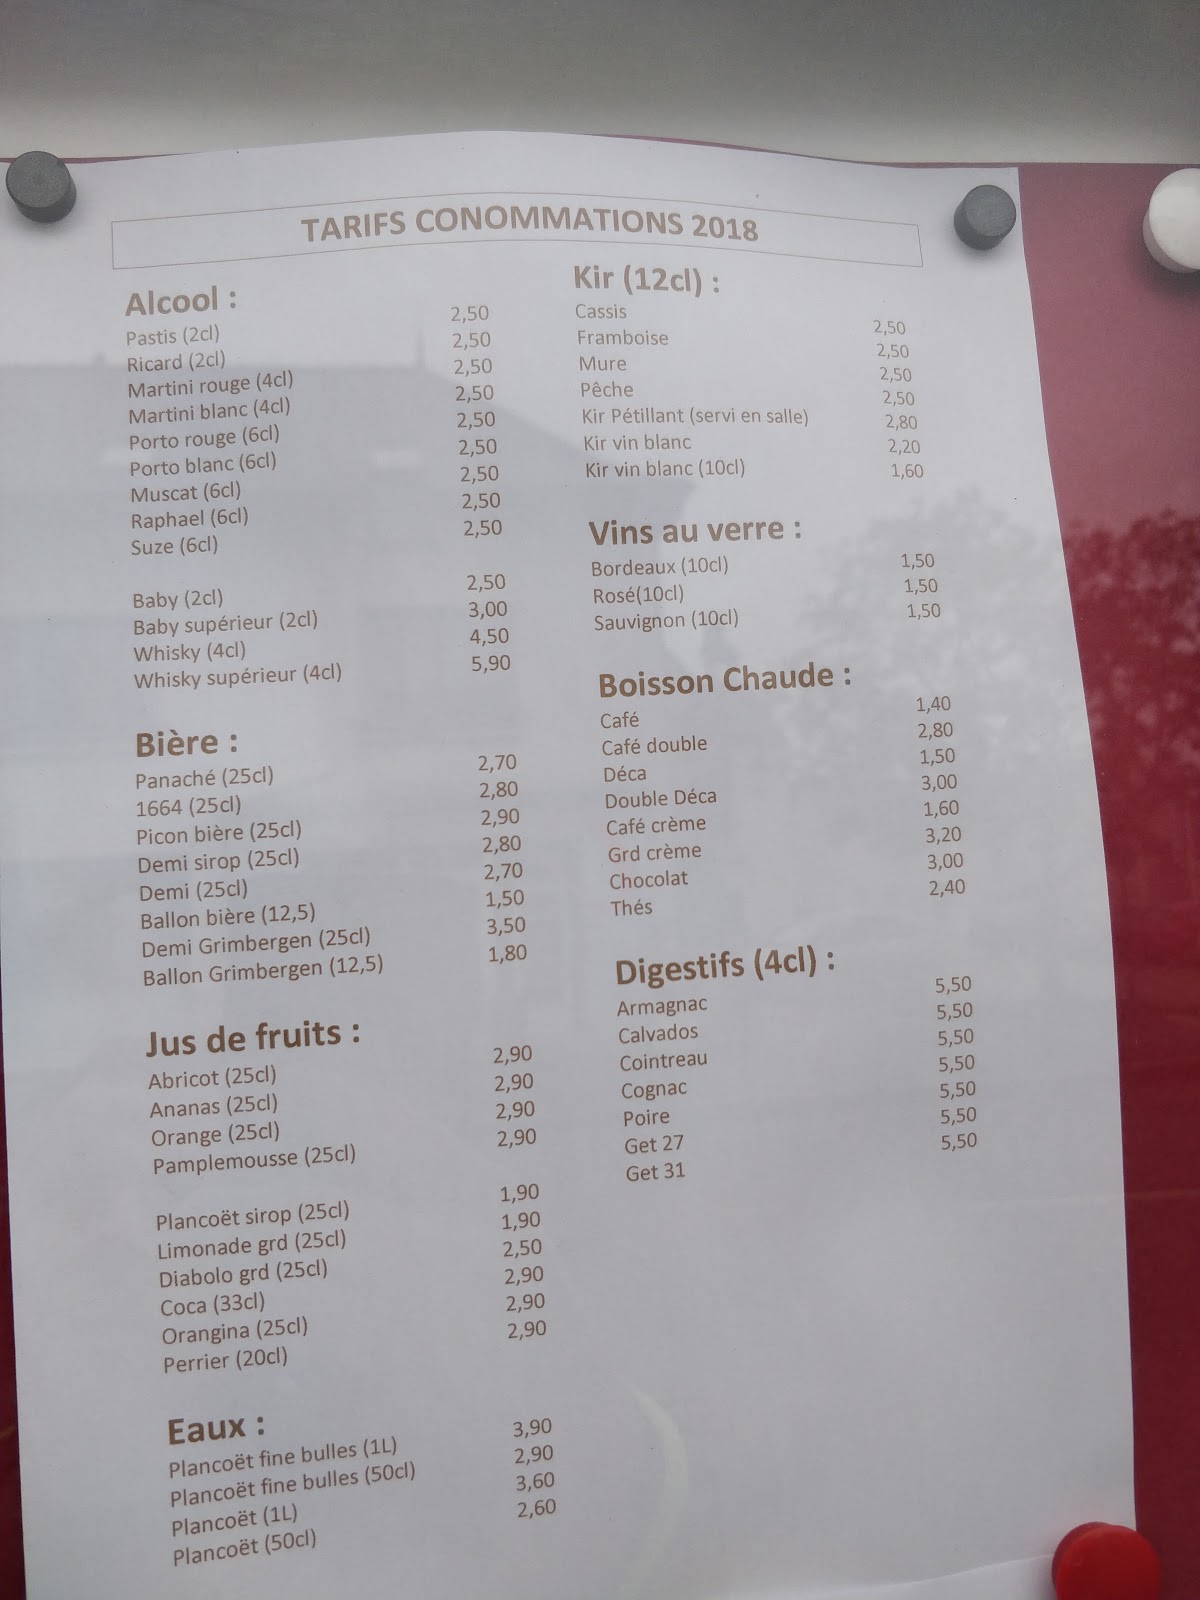 TARIFS CONOMMATIONS 2018
Alcool :
Pastis (2cl) 2,50
Ricard (2cl) 2,50
Martini rouge (4cl) 2,50
Martini blanc (4cl) 2,50
Porto rouge (6cl) 2,50
Porto blanc (6cl) 2,50
Muscat (6cl) 2,50
Raphael (6cl) 2,50
Suze (6cl) 2,50
Baby (2cl) 2,50
Baby supérieur (2cl) 3,00
Whisky (4cl) 4,50
Whisky supérieur (4cl) 5,90
Bière :
Panaché (25cl) 2,70
1664 (25cl) 2,80
Picon bière (25cl) 2,90
Demi sirop (25cl) 2,80
Demi (25cl) 2,70
Ballon bière (12,5) 1,50
Demi Grimbergen (25cl) 3,50
Ballon Grimbergen (12,5) 1,80
Jus de fruits :
Abricot (25cl) 2,90
Ananas (25cl) 2,90
Orange (25cl) 2,90
Pamplemousse (25cl) 2,90
Plancoët sirop (25cl) 1,90
Limonade grd (25cl) 1,90
Diabolo grd (25cl) 2,50
Coca (33cl) 2,90
Orangina (25cl) 2,90
Perrier (20cl) 2,90
Eaux :
Plancoët fine bulles (1L) 3,90
Plancoët fine bulles (50cl) 2,90
Plancoët (1L) 3,60
Plancoët (50cl) 2,60
Kir (12cl) :
Cassis 2,50
Framboise 2,50
Mure 2,50
Pêche 2,50
Kir Pétillant (servi en salle) 2,80
Kir vin blanc 2,20
Kir vin blanc (10cl) 1,60
Vins au verre :
Bordeaux (10cl) 1,50
Rosé(10cl) 1,50
Sauvignon (10cl) 1,50
Boisson Chaude :
Café 1,40
Café double 2,80
Déca 1,50
Double Déca 3,00
Café crème 1,60
Grd crème 3,20
Chocolat 3,00
Thés 2,40
Digestifs (4cl) :
Armagnac 5,50
Calvados 5,50
Cointreau 5,50
Cognac 5,50
Poire 5,50
Get 27 5,50
Get 31 5,50